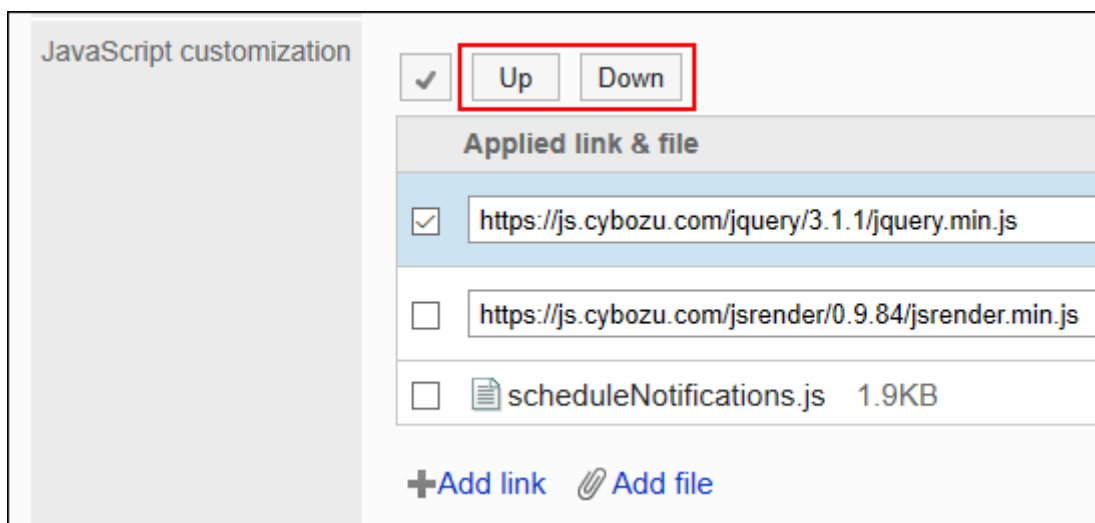 JavaScript customization
Up Down
Applied link & file
https://js.cybozu.com/jquery/3.1.1/jquery.min.js
https://js.cybozu.com/jsrender/0.9.84/jsrender.min.js
scheduleNotifications.js 1.9KB
Add link Add file